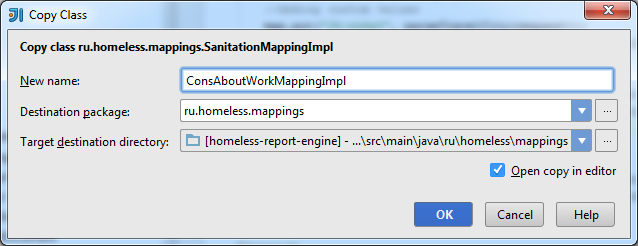 Copy Class
Copy class ru.homeless.mappings.SanitationMappingImpl
New name: ConsAboutWorkMappingImpl
Destination package: ru.homeless.mappings ...
Target destination directory: [homeless-report-engine] - ...\src\main\java\ru\homeless\mappings ...
Open copy in editor
OK Cancel Help